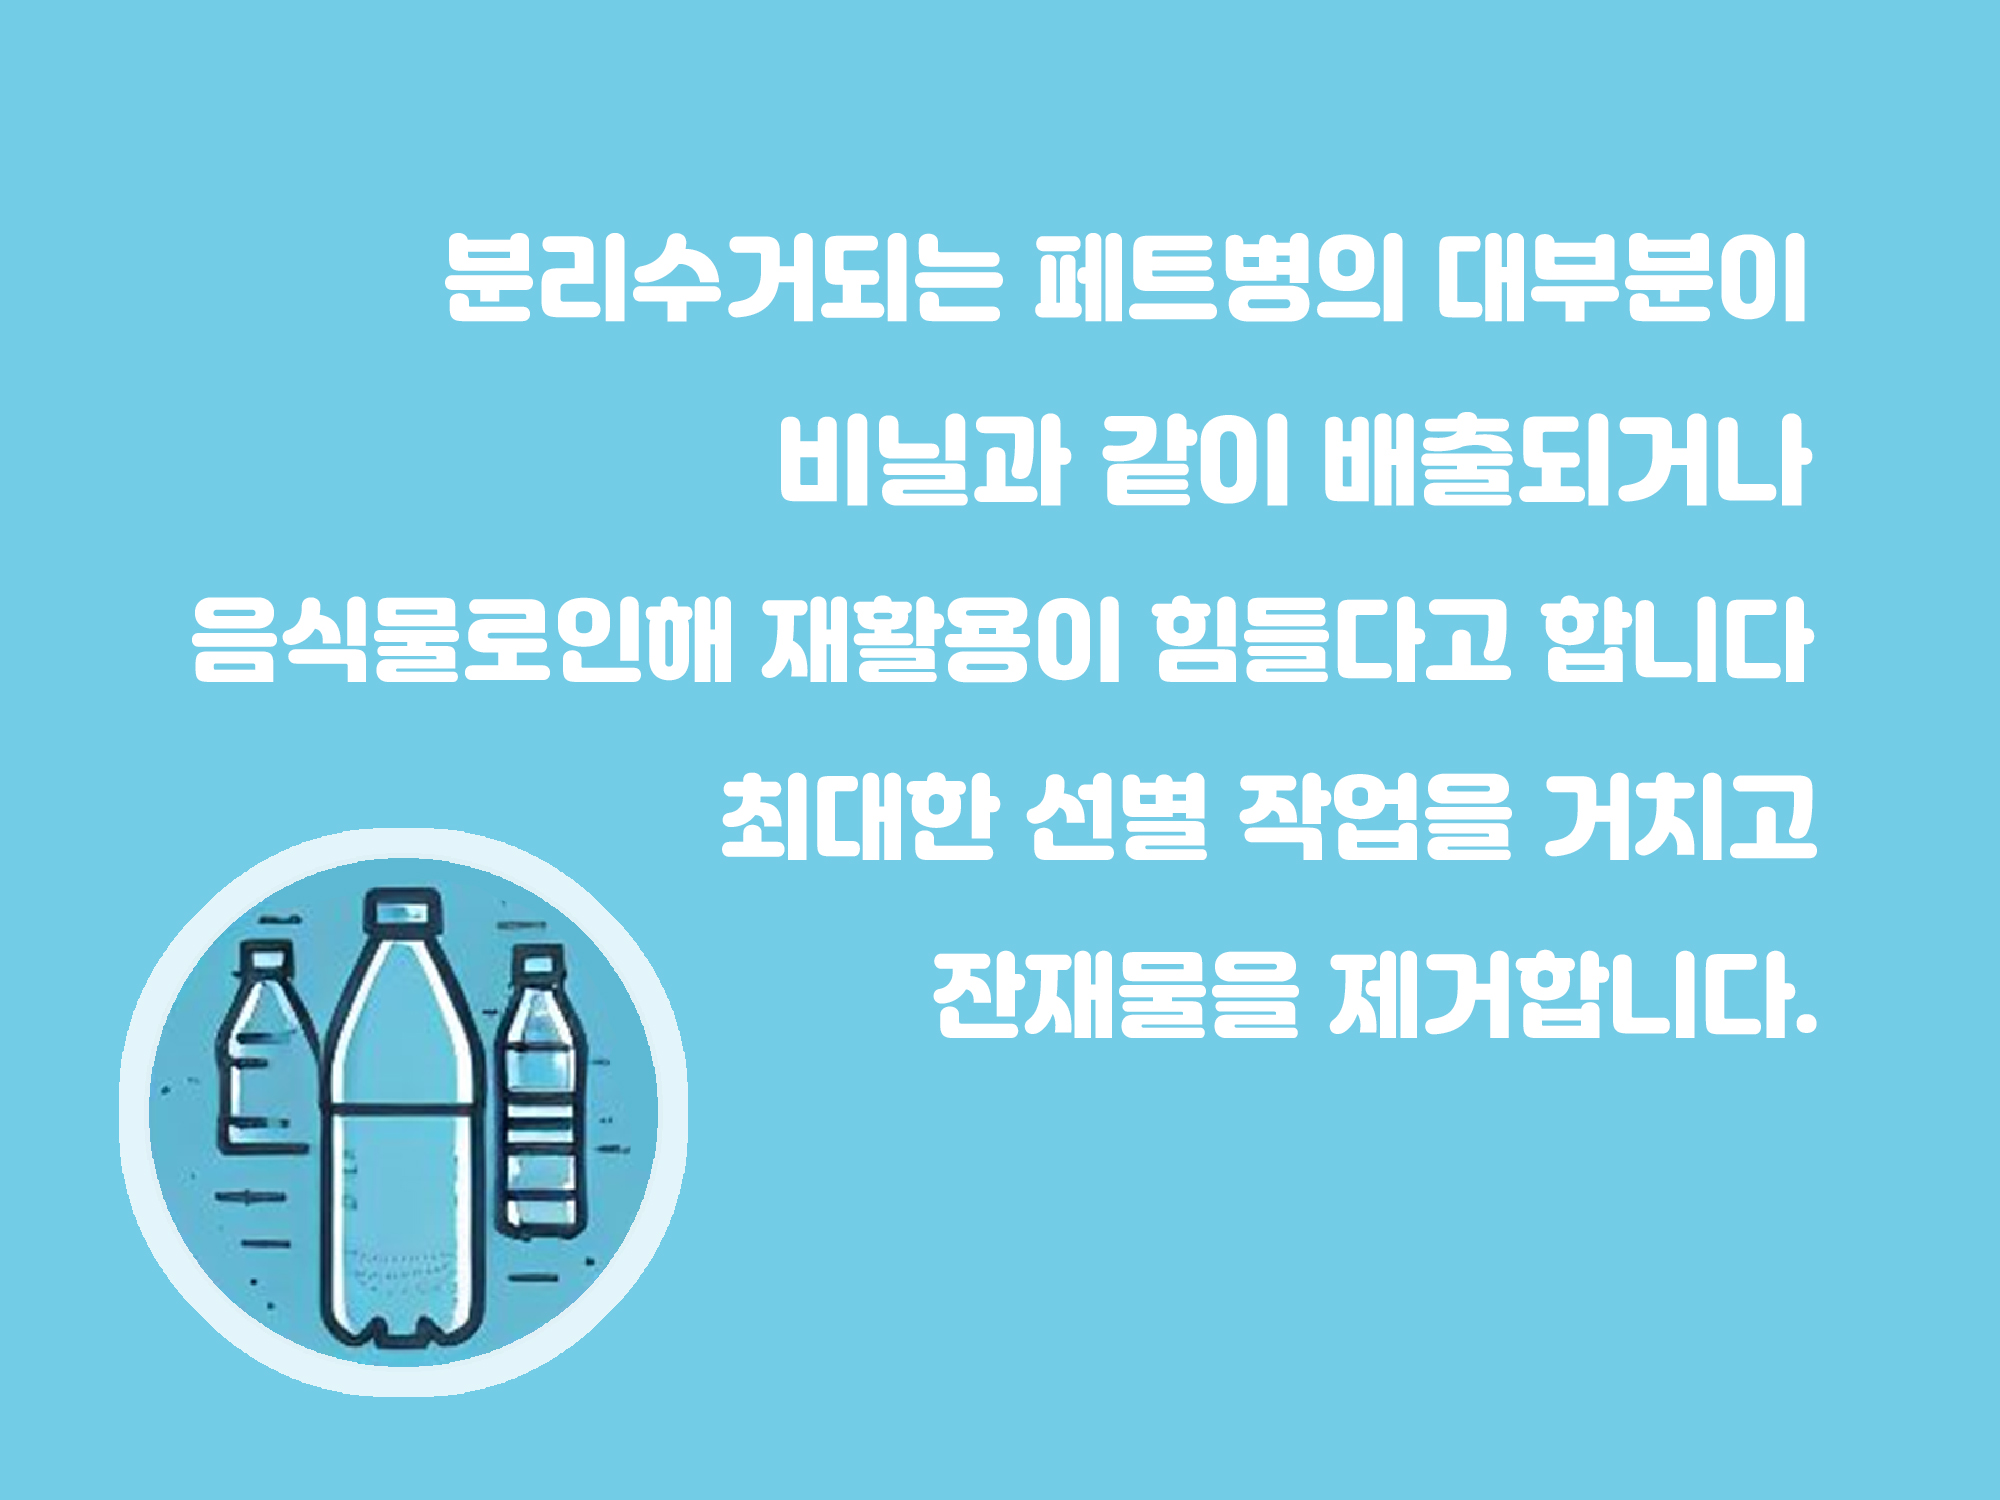 분리수거되는 페트병의 대부분이
비닐과 같이 배출되거나
음식물로인해 재활용이 힘들다고 합니다
최대한 선별 작업을 거치고
잔재물을 제거합니다.